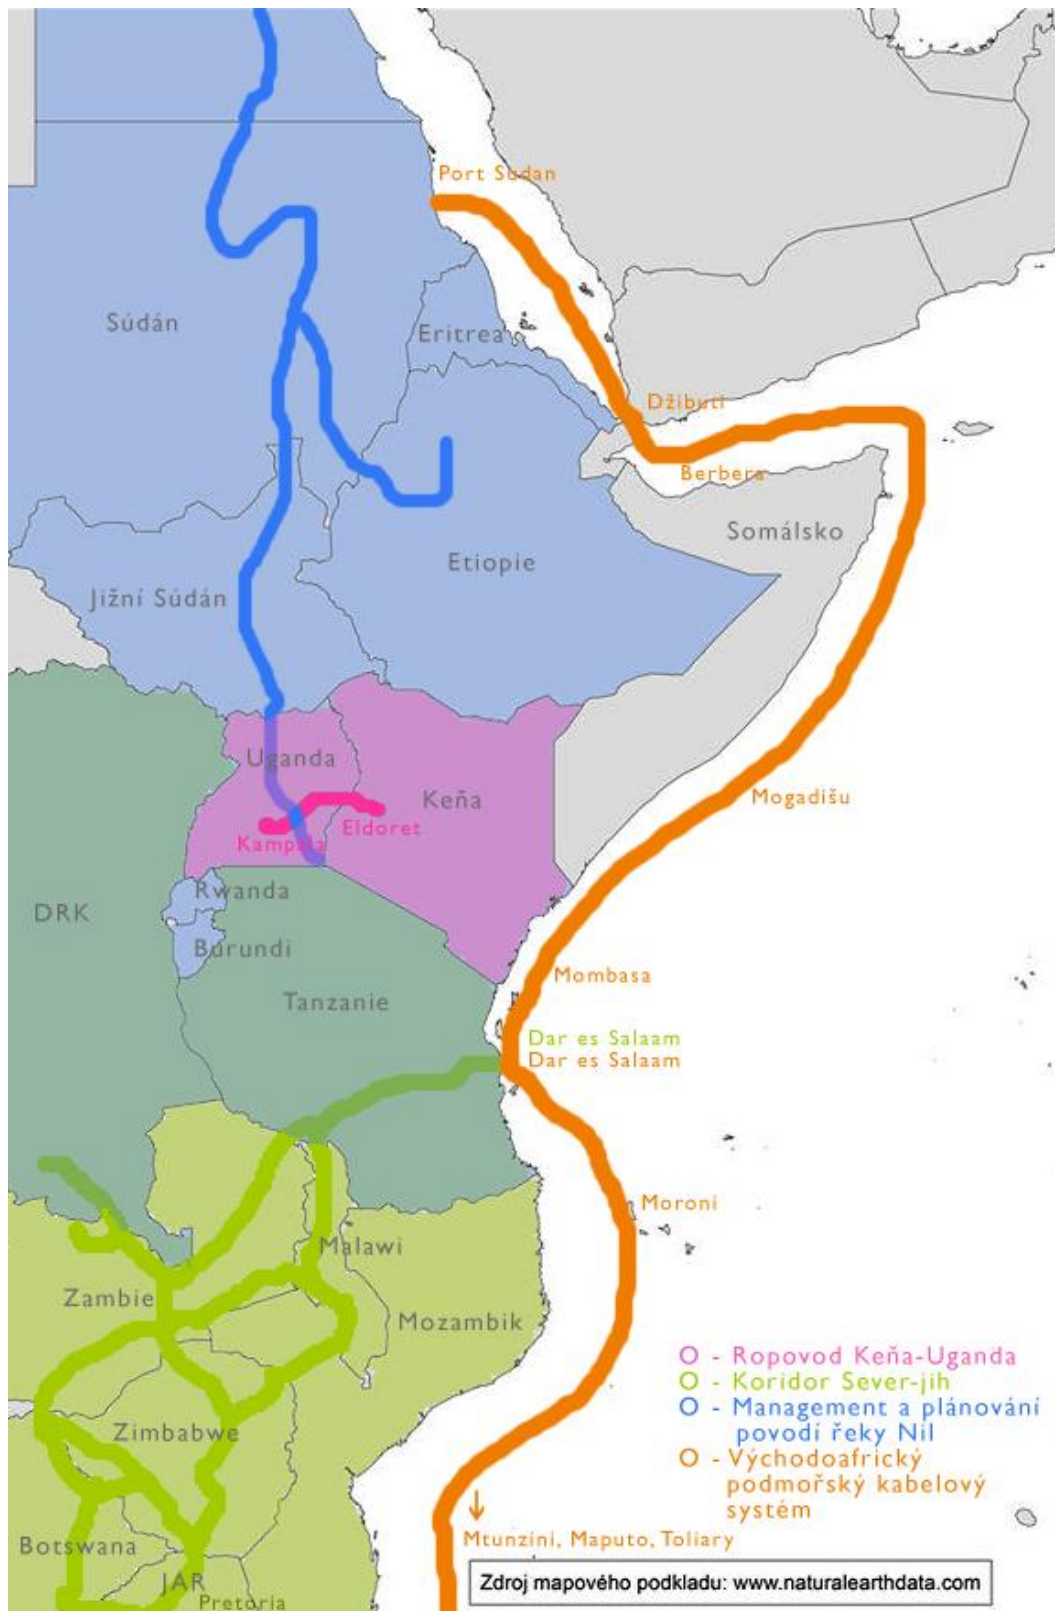 Port Súdan
Súdán
Eritrea
Džibuti
Berbera
Somálsko
Etiopie
Jižní Súdán
Uganda
Keňa
Mogadišu
Eldoret
Kampala
Rwanda
DRK
Burundi
Mombasa
Tanzanie
Dar es Salaam
Dar es Salaam
Moroni
Malawi
Zambie
Mozambik
O - Ropovod Keňa-Uganda
O - Koridor Sever-jih
O - Management a plánování
povodí řeky Nil
Zimbabwe
O - Východoafrický
podmořský kabelový
systém
Mtunzini, Maputo, Toliary
Botswana
JAR
Pretoria
Zdroj mapového podkladu: www.naturalearthdata.com